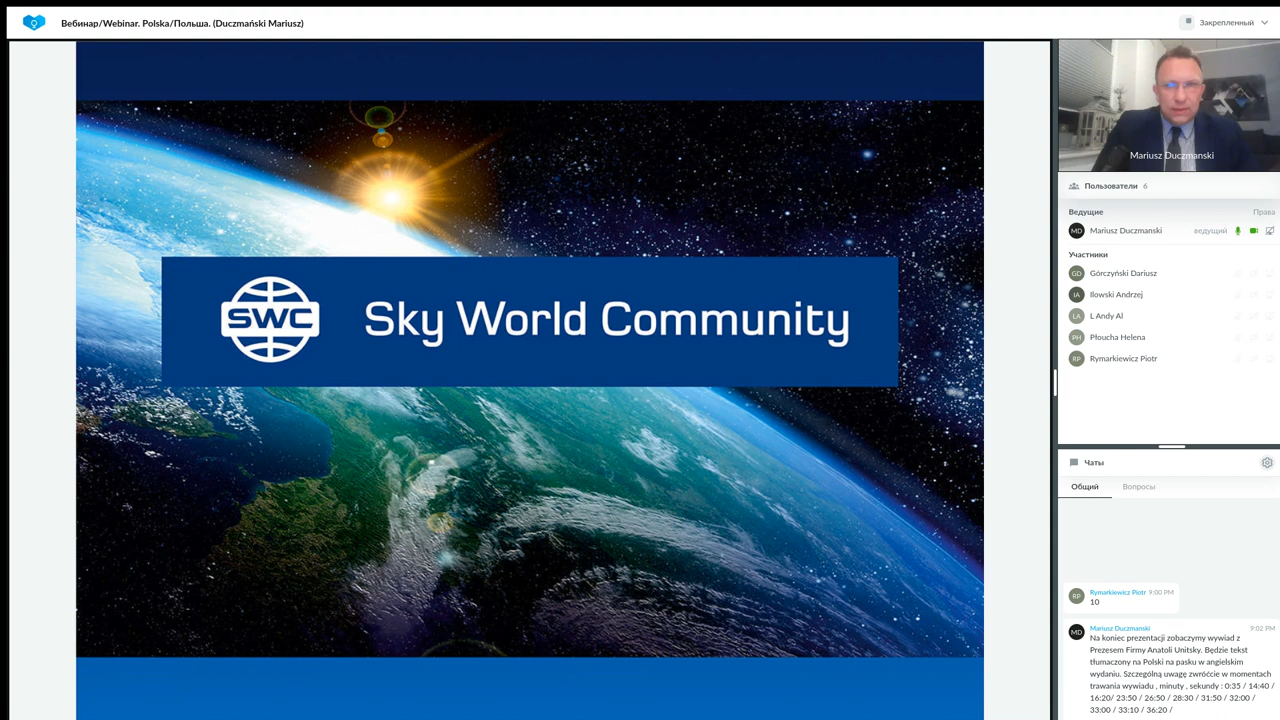 Вебинар/Webinar. Polska/Польша. (Duczmański Mariusz)
Закрепленный
SWC
Sky World Community
Mariusz Duczmanski
Пользователи 6
Ведущие
Права
MD Mariusz Duczmanski ведущий
Участники
GD Górczyński Dariusz
IA Ilowski Andrzej
LA L Andy Al
PH Płoucha Helena
RP Rymarkiewicz Piotr
Чаты
Общий
Вопросы
RP Rymarkiewicz Piotr 9:00 PM
10
MD Mariusz Duczmanski 9:02 PM
Na koniec prezentacji zobaczymy wywiad z
Prezesem Firmy Anatoli Unitsky. Będzie tekst
tłumaczony na Polski na pasku w angielskim
wydaniu. Szczególną uwagę zwróćcie w momentach
trawania wywiadu , minuty , sekundy : 0:35 / 14:40 /
16:20/ 23:50 / 26:50 / 28:30 / 31:50 / 32:00 /
33:00 / 33:10 / 36:20 /